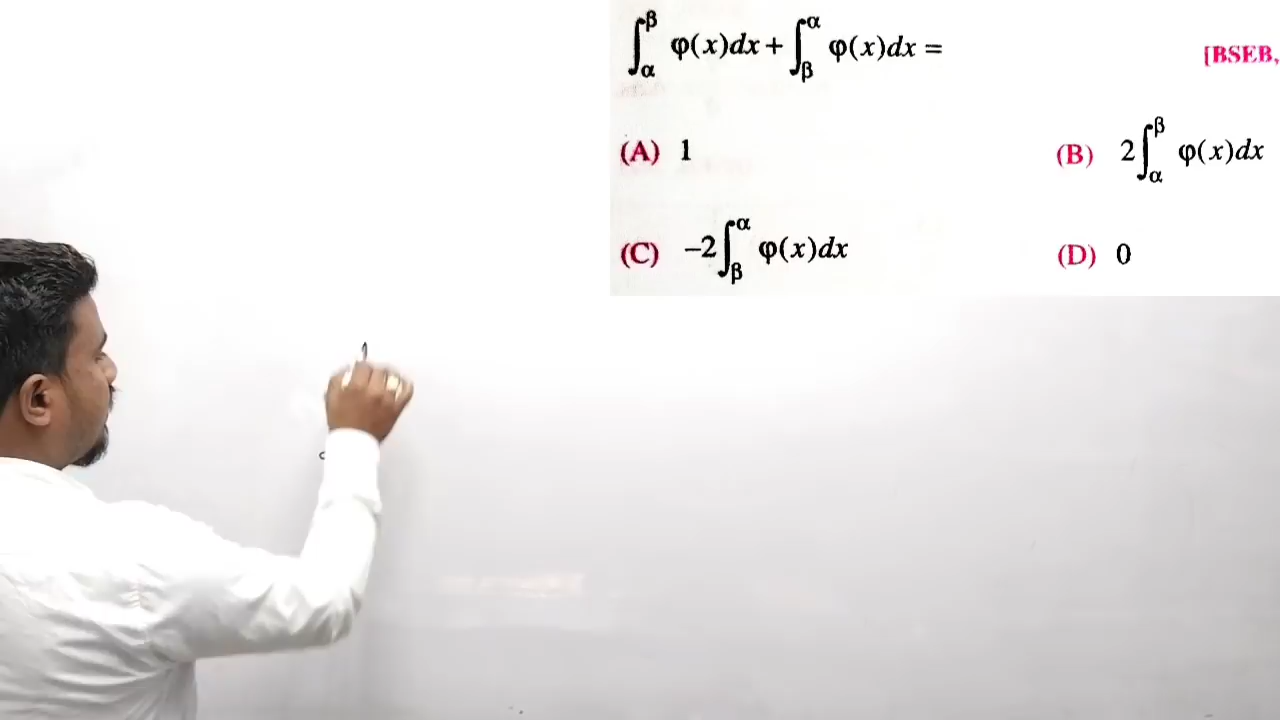 ∫_α^β φ(x)dx + ∫_β^α φ(x)dx = [BSEB,
(A) 1 (B) 2∫_α^β φ(x)dx
(C) –2∫_β^α φ(x)dx (D) 0